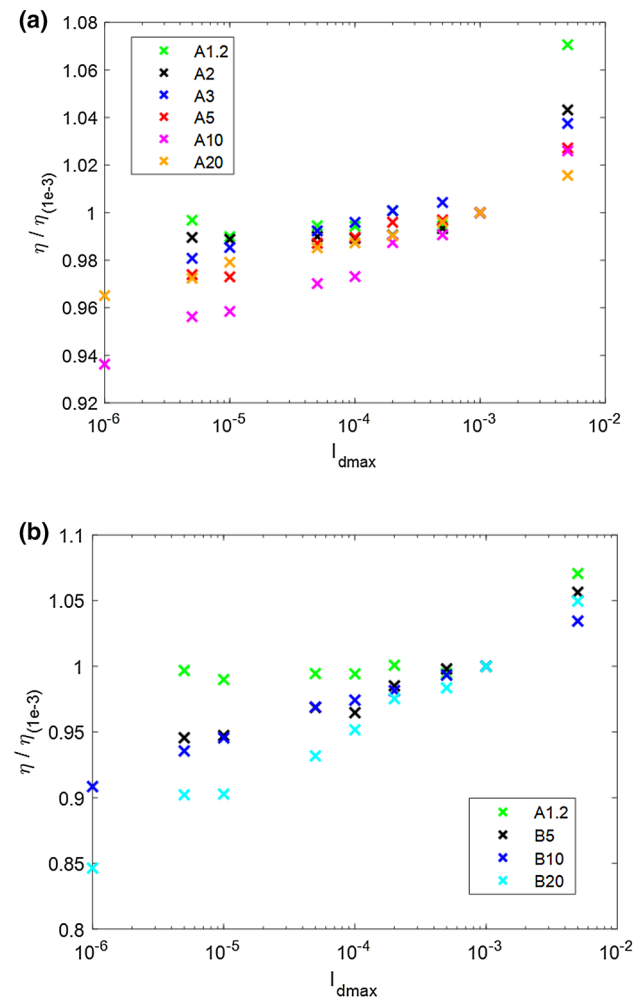 (a)
1.08
1.06
1.04
1.02
1
0.98
0.96
0.94
0.92
η / η(1e-3)
A1.2
A2
A3
A5
A10
A20
10-6
10-5
10-4
10-3
10-2
Idmax
(b)
1.1
1.05
1
0.95
0.9
0.85
0.8
η / η(1e-3)
A1.2
B5
B10
B20
10-6
10-5
10-4
10-3
10-2
Idmax